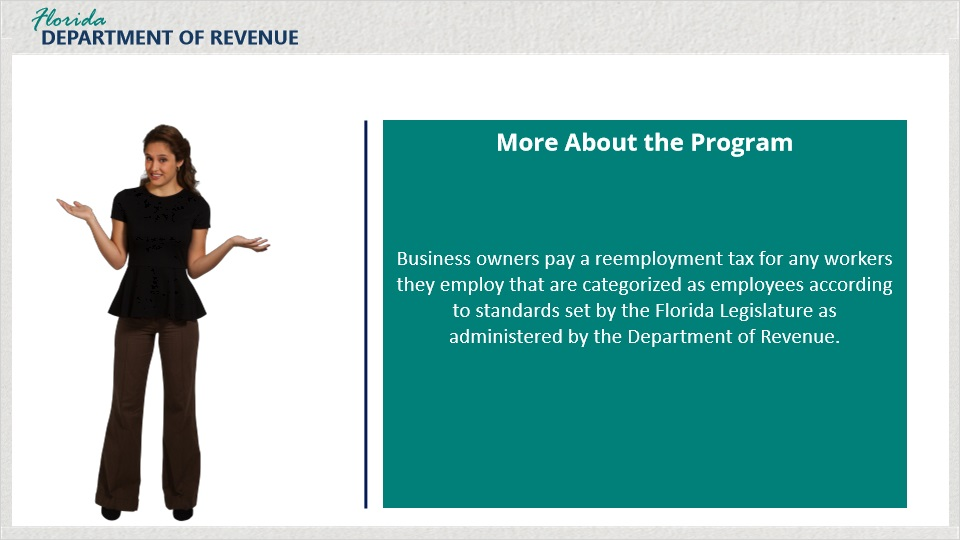 Florida
DEPARTMENT OF REVENUE
More About the Program
Business owners pay a reemployment tax for any workers
they employ that are categorized as employees according
to standards set by the Florida Legislature as
administered by the Department of Revenue.